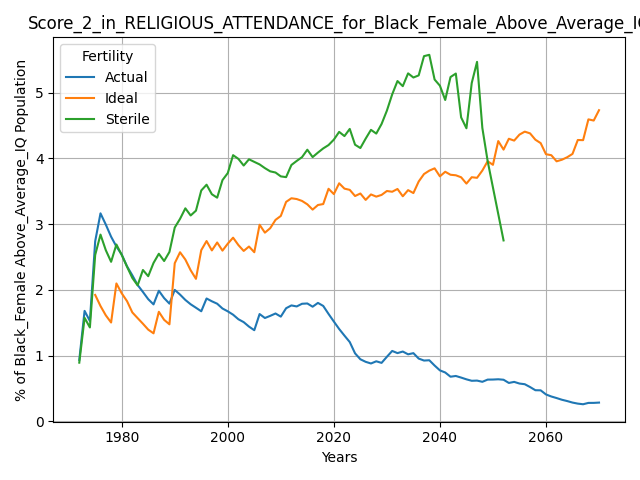 Score_2_in_RELIGIOUS_ATTENDANCE_for_Black_Female_Above_Average_IQ
Fertility
Actual
Ideal
Sterile
% of Black_Female Above_Average_IQ Population
5
4
3
2
1
0
1980
2000
2020
2040
2060
Years